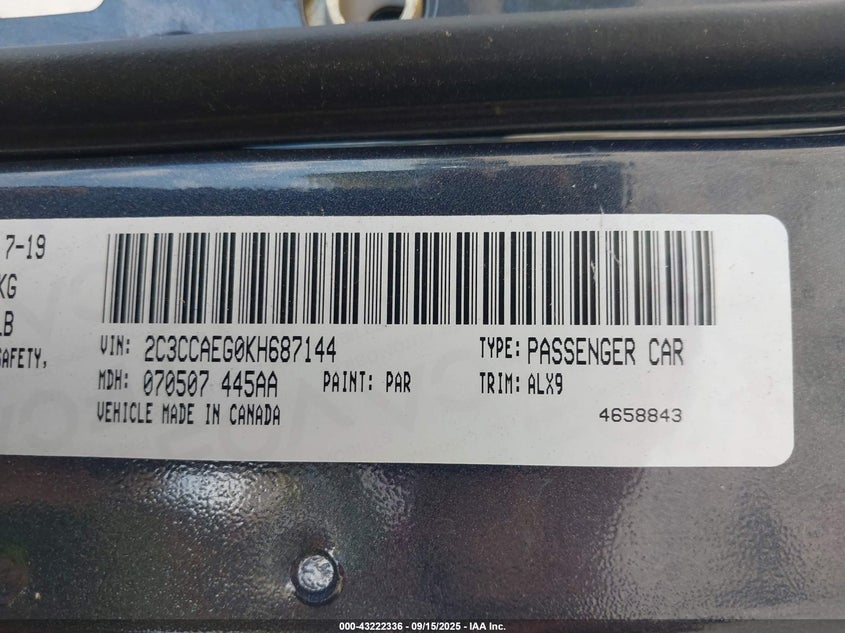 7-19
KG
LB
SAFETY,
VIN: 2C3CCAEG0KH687144
TYPE: PASSENGER CAR
MDH: 070507 445AA
PAINT: PAR
TRIM: ALX9
VEHICLE MADE IN CANADA
4658843
000-43222336 - 09/15/2025 - IAA Inc.